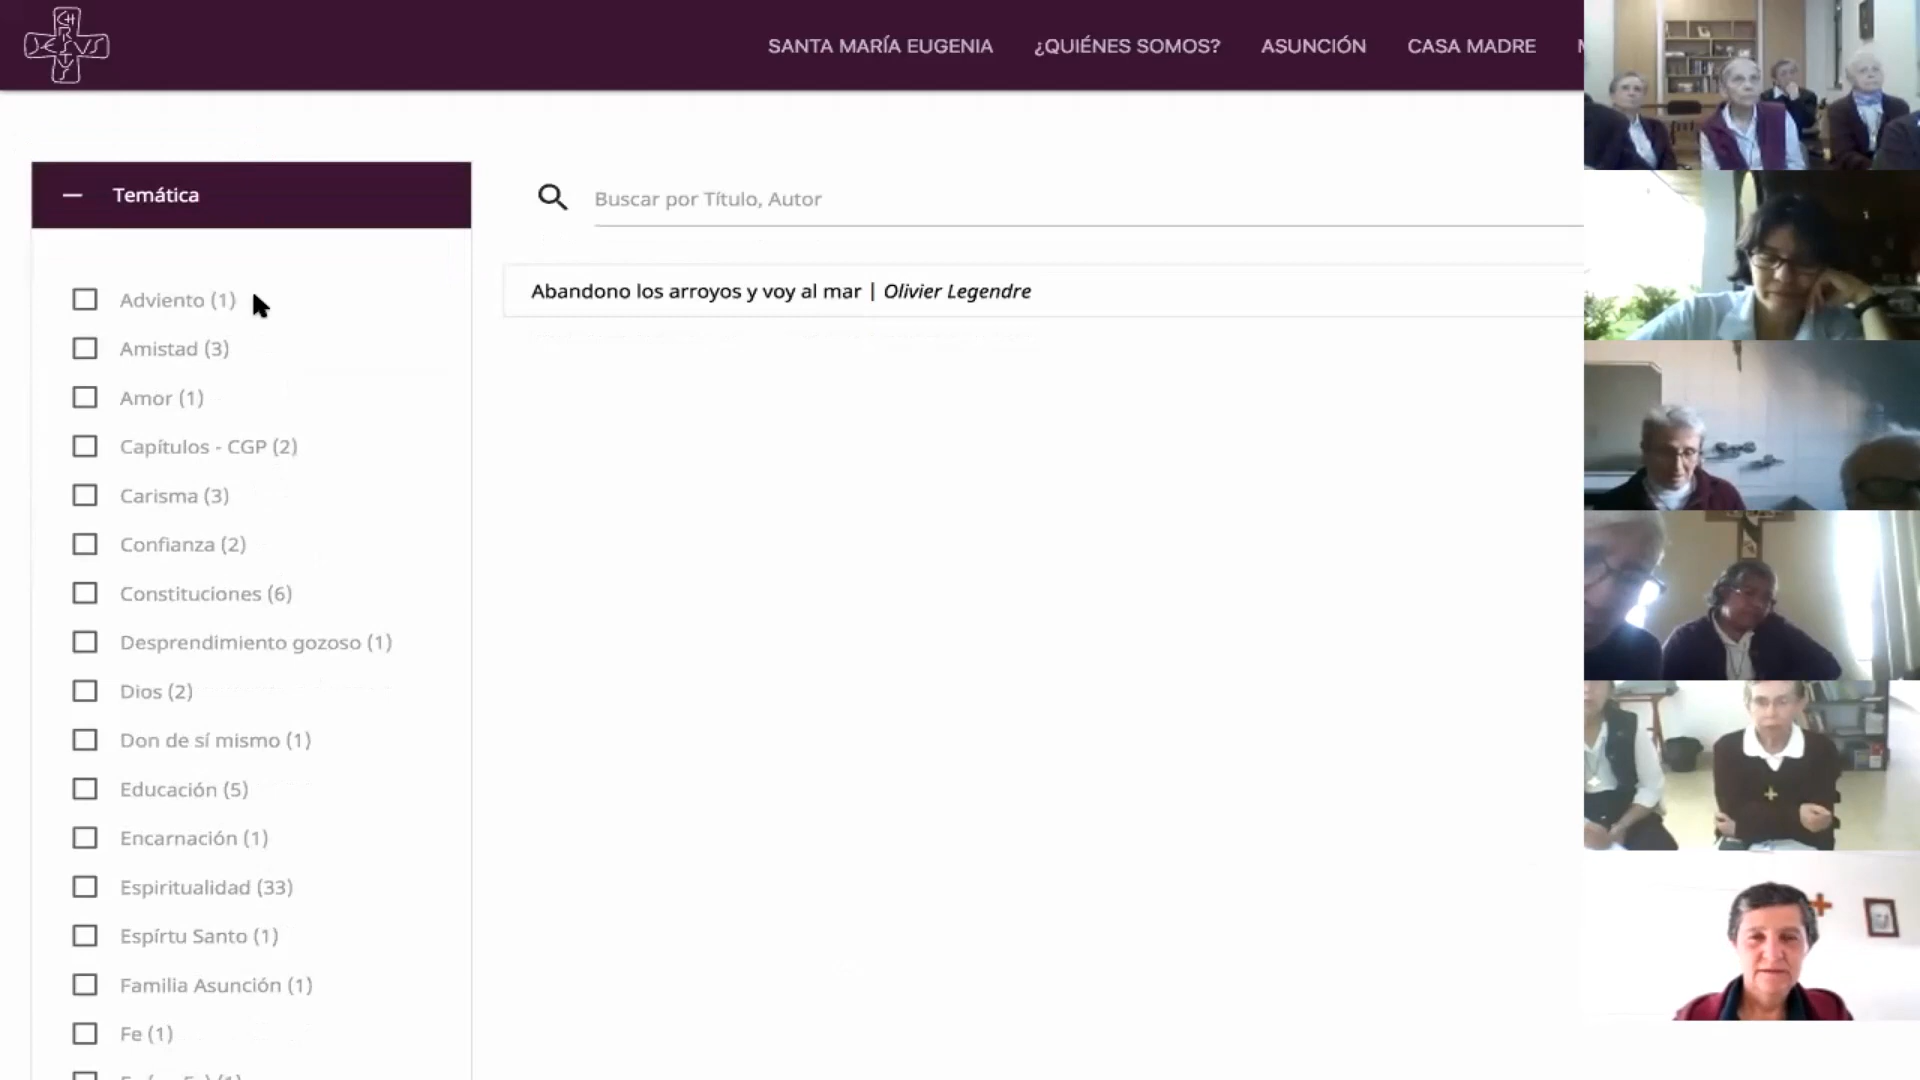 CHRISTVS
JESVS
SANTA MARÍA EUGENIA ¿QUIÉNES SOMOS? ASUNCIÓN CASA MADRE
Temática
Buscar por Título, Autor
Abandono los arroyos y voy al mar | Olivier Legendre
Adviento (1)
Amistad (3)
Amor (1)
Capítulos - CGP (2)
Carisma (3)
Confianza (2)
Constituciones (6)
Desprendimiento gozoso (1)
Dios (2)
Don de sí mismo (1)
Educación (5)
Encarnación (1)
Espiritualidad (33)
Espírtu Santo (1)
Familia Asunción (1)
Fe (1)